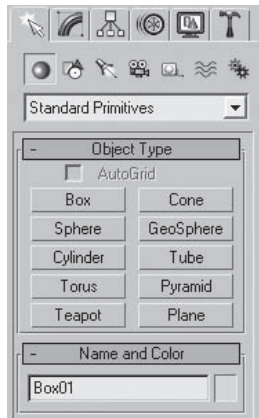 Standard Primitives
- Object Type
AutoGrid
Box Cone
Sphere GeoSphere
Cylinder Tube
Torus Pyramid
Teapot Plane
- Name and Color
Box01